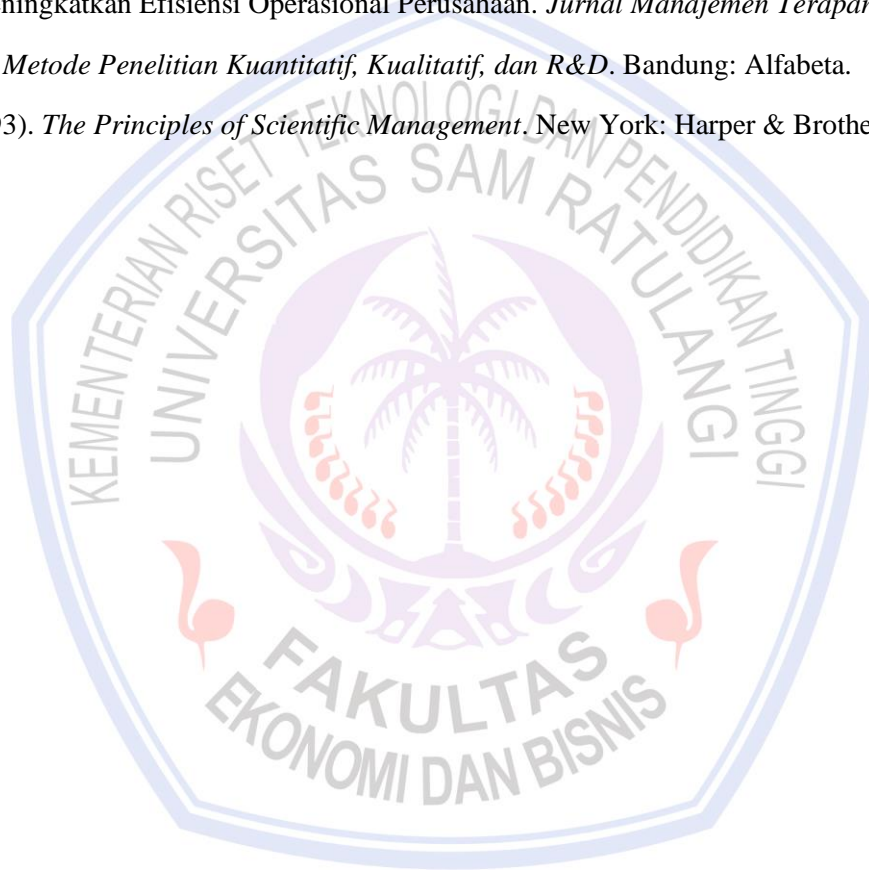 ningkatkan Efisiensi Operasional Perusahaan. Jurnal Manajemen Terapan
Metode Penelitian Kuantitatif, Kualitatif, dan R&D. Bandung: Alfabeta.
03). The Principles of Scientific Management. New York: Harper & Brothe
KEMENTERIAN RISET TEKNOLOGI DAN PENDIDIKAN TINGGI
UNIVERSITAS SAM RATULANGI
FAKULTAS
EKONOMI DAN BISNIS